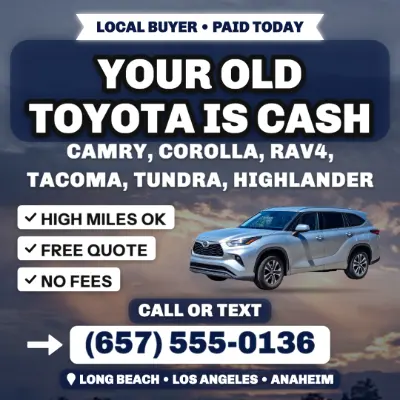 LOCAL BUYER • PAID TODAY
YOUR OLD
TOYOTA IS CASH
CAMRY, COROLLA, RAV4,
TACOMA, TUNDRA, HIGHLANDER
✓ HIGH MILES OK
✓ FREE QUOTE
✓ NO FEES
CALL OR TEXT
→ (657) 555-0136
LONG BEACH • LOS ANGELES • ANAHEIM